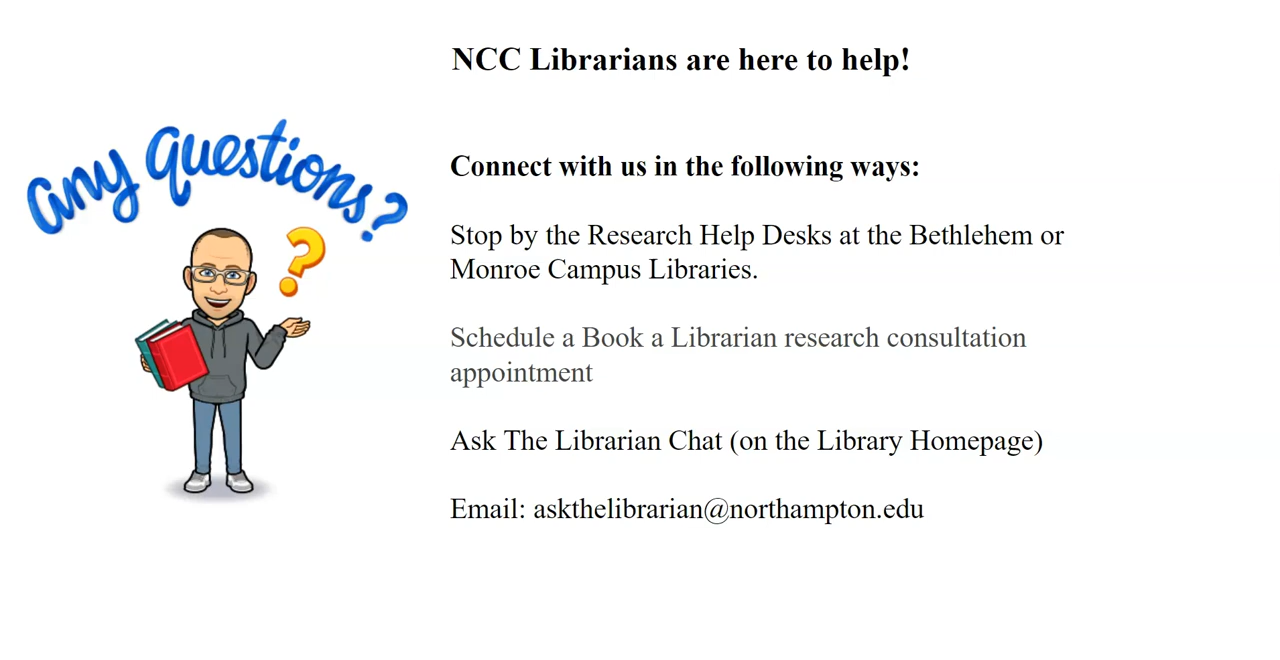 NCC Librarians are here to help!
any questions?
?
Connect with us in the following ways:
Stop by the Research Help Desks at the Bethlehem or
Monroe Campus Libraries.
Schedule a Book a Librarian research consultation
appointment
Ask The Librarian Chat (on the Library Homepage)
Email: askthelibrarian@northampton.edu